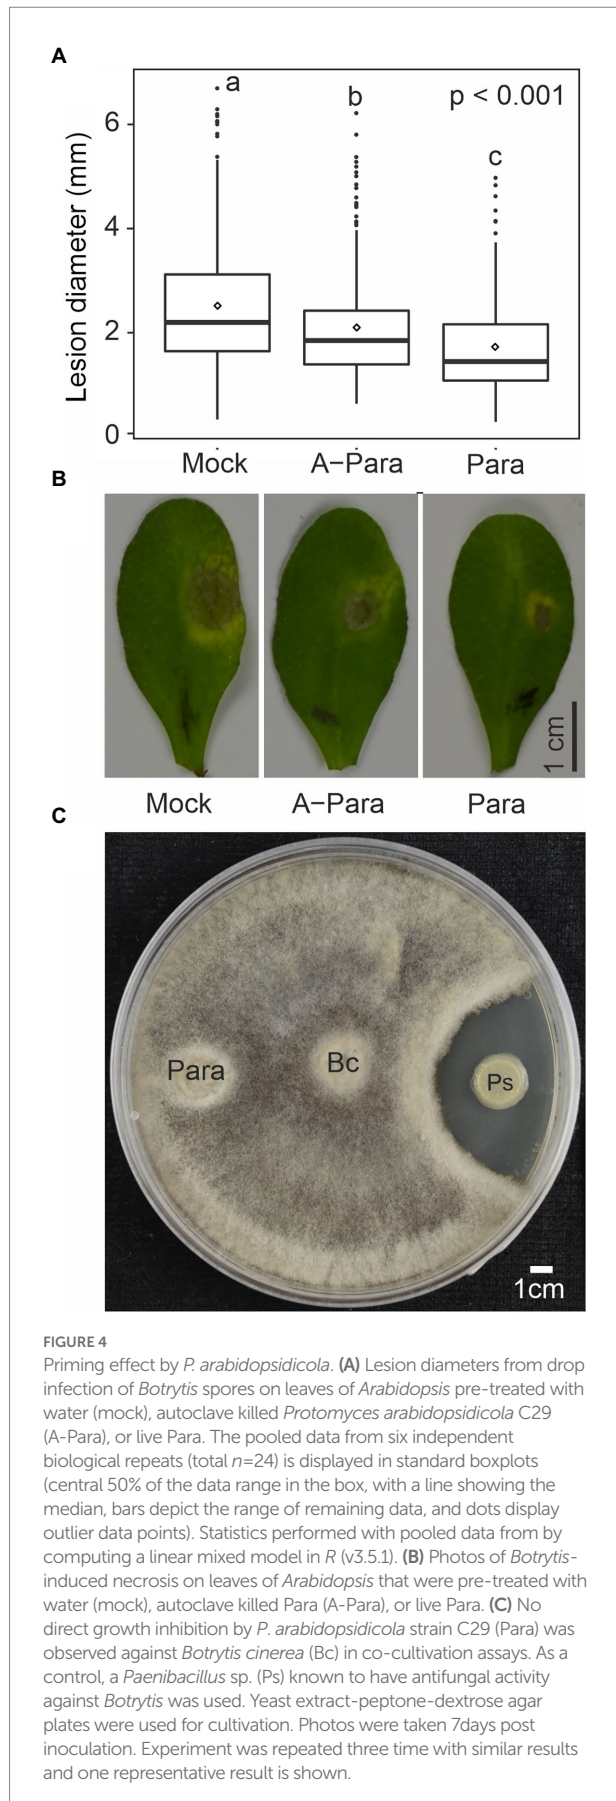 A
a
b
c
p < 0.001
Lesion diameter (mm)
6
4
2
0
Mock
A−Para
Para
B
1 cm
Mock
A−Para
Para
C
Para
Bc
Ps
1cm
FIGURE 4
Priming effect by P. arabidopsidicola. (A) Lesion diameters from drop
infection of Botrytis spores on leaves of Arabidopsis pre-treated with
water (mock), autoclave killed Protomyces arabidopsidicola C29
(A-Para), or live Para. The pooled data from six independent
biological repeats (total n=24) is displayed in standard boxplots
(central 50% of the data range in the box, with a line showing the
median, bars depict the range of remaining data, and dots display
outlier data points). Statistics performed with pooled data from by
computing a linear mixed model in R (v3.5.1). (B) Photos of Botrytis-
induced necrosis on leaves of Arabidopsis that were pre-treated with
water (mock), autoclave killed Para (A-Para), or live Para. (C) No
direct growth inhibition by P. arabidopsidicola strain C29 (Para) was
observed against Botrytis cinerea (Bc) in co-cultivation assays. As a
control, a Paenibacillus sp. (Ps) known to have antifungal activity
against Botrytis was used. Yeast extract-peptone-dextrose agar
plates were used for cultivation. Photos were taken 7days post
inoculation. Experiment was repeated three time with similar results
and one representative result is shown.